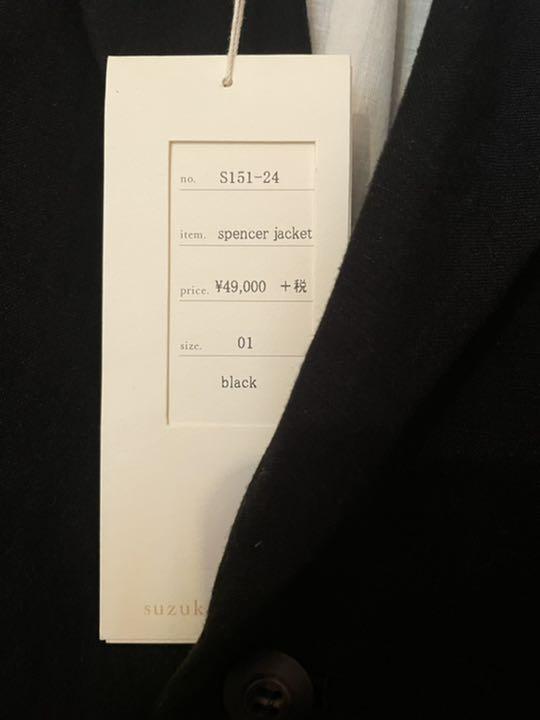 no. S151-24
item. spencer jacket
price. ¥49,000 +税
size. 01
black
suzuk